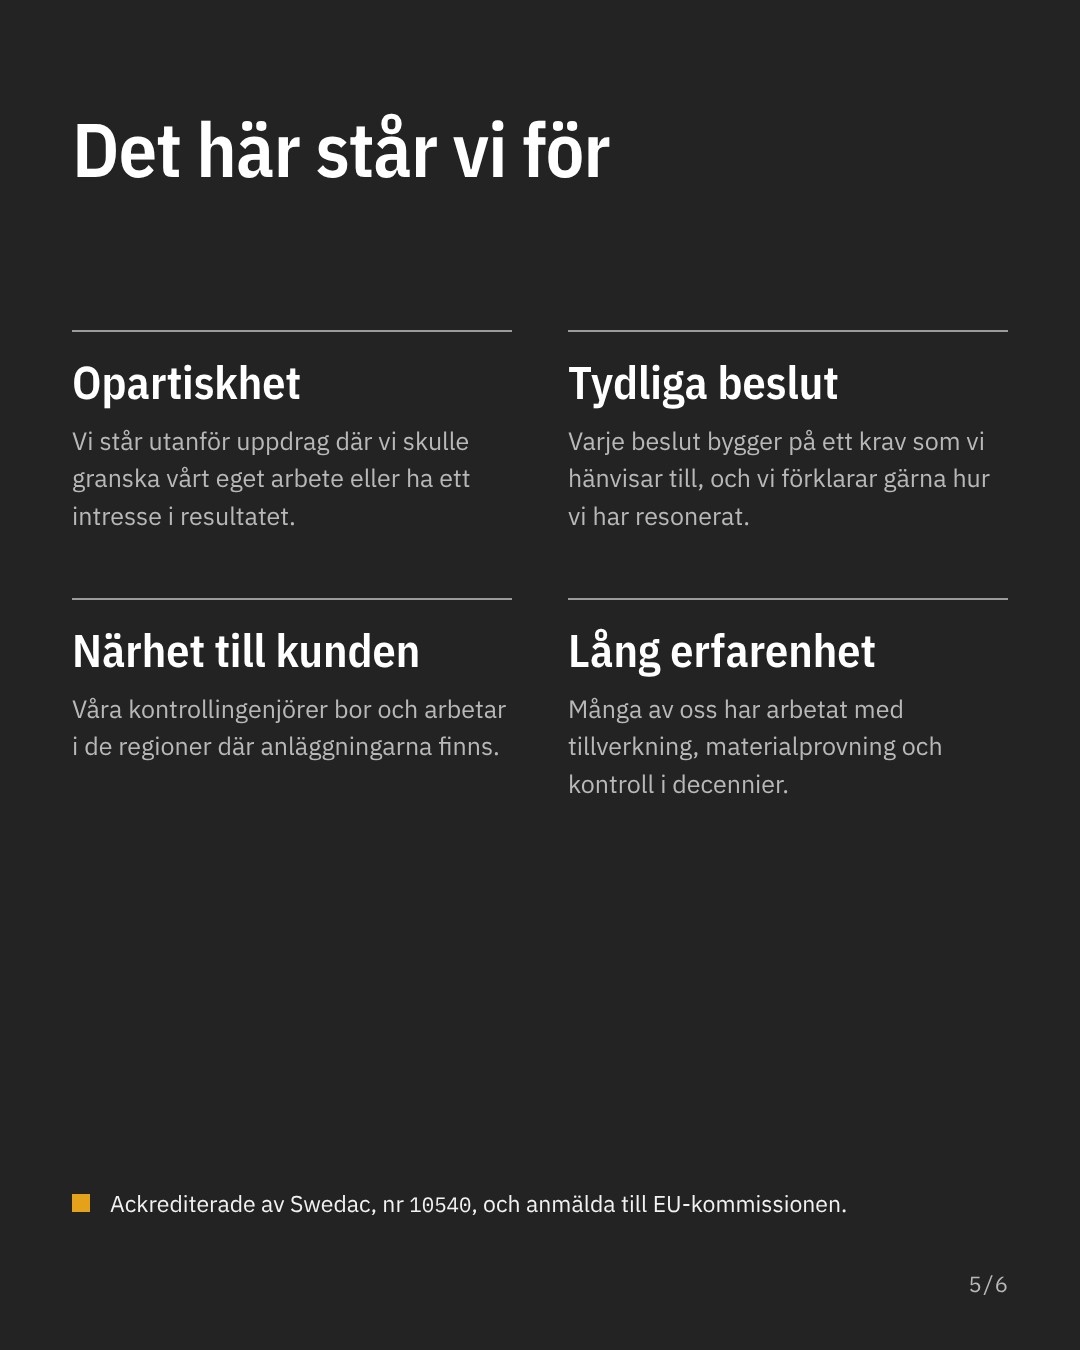 Det här står vi för
Opartiskhet
Vi står utanför uppdrag där vi skulle
granska vårt eget arbete eller ha ett
intresse i resultatet.
Tydliga beslut
Varje beslut bygger på ett krav som vi
hänvisar till, och vi förklarar gärna hur
vi har resonerat.
Närhet till kunden
Våra kontrollingenjörer bor och arbetar
i de regioner där anläggningarna finns.
Lång erfarenhet
Många av oss har arbetat med
tillverkning, materialprovning och
kontroll i decennier.
Ackrediterade av Swedac, nr 10540, och anmälda till EU-kommissionen.
5/6